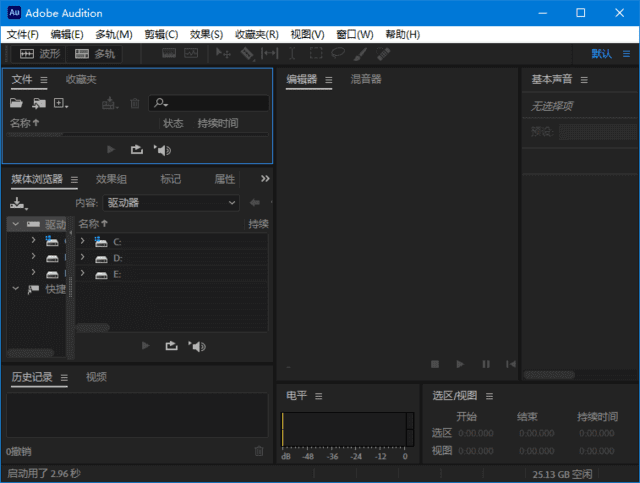 Au Adobe Audition
文件(F) 编辑(E) 多轨(M) 剪辑(C) 效果(S) 收藏夹(R) 视图(V) 窗口(W) 帮助(H)
波形 多轨 默认
文件 收藏夹
名称 状态 持续时间
媒体浏览器 效果组 标记 属性
内容: 驱动器
驱动 名称 持续
C:
D:
E:
快捷
历史记录 视频
0撤销
编辑器 混音器
基本声音
无选择项
预设:
电平
dB -48 -36 -24 -12 0
选区/视图
开始 结束 持续时间
选区 0:00.000 0:00.000 0:00.000
视图 0:00.000 0:00.000 0:00.000
启动用了 2.96 秒 25.13 GB 空闲